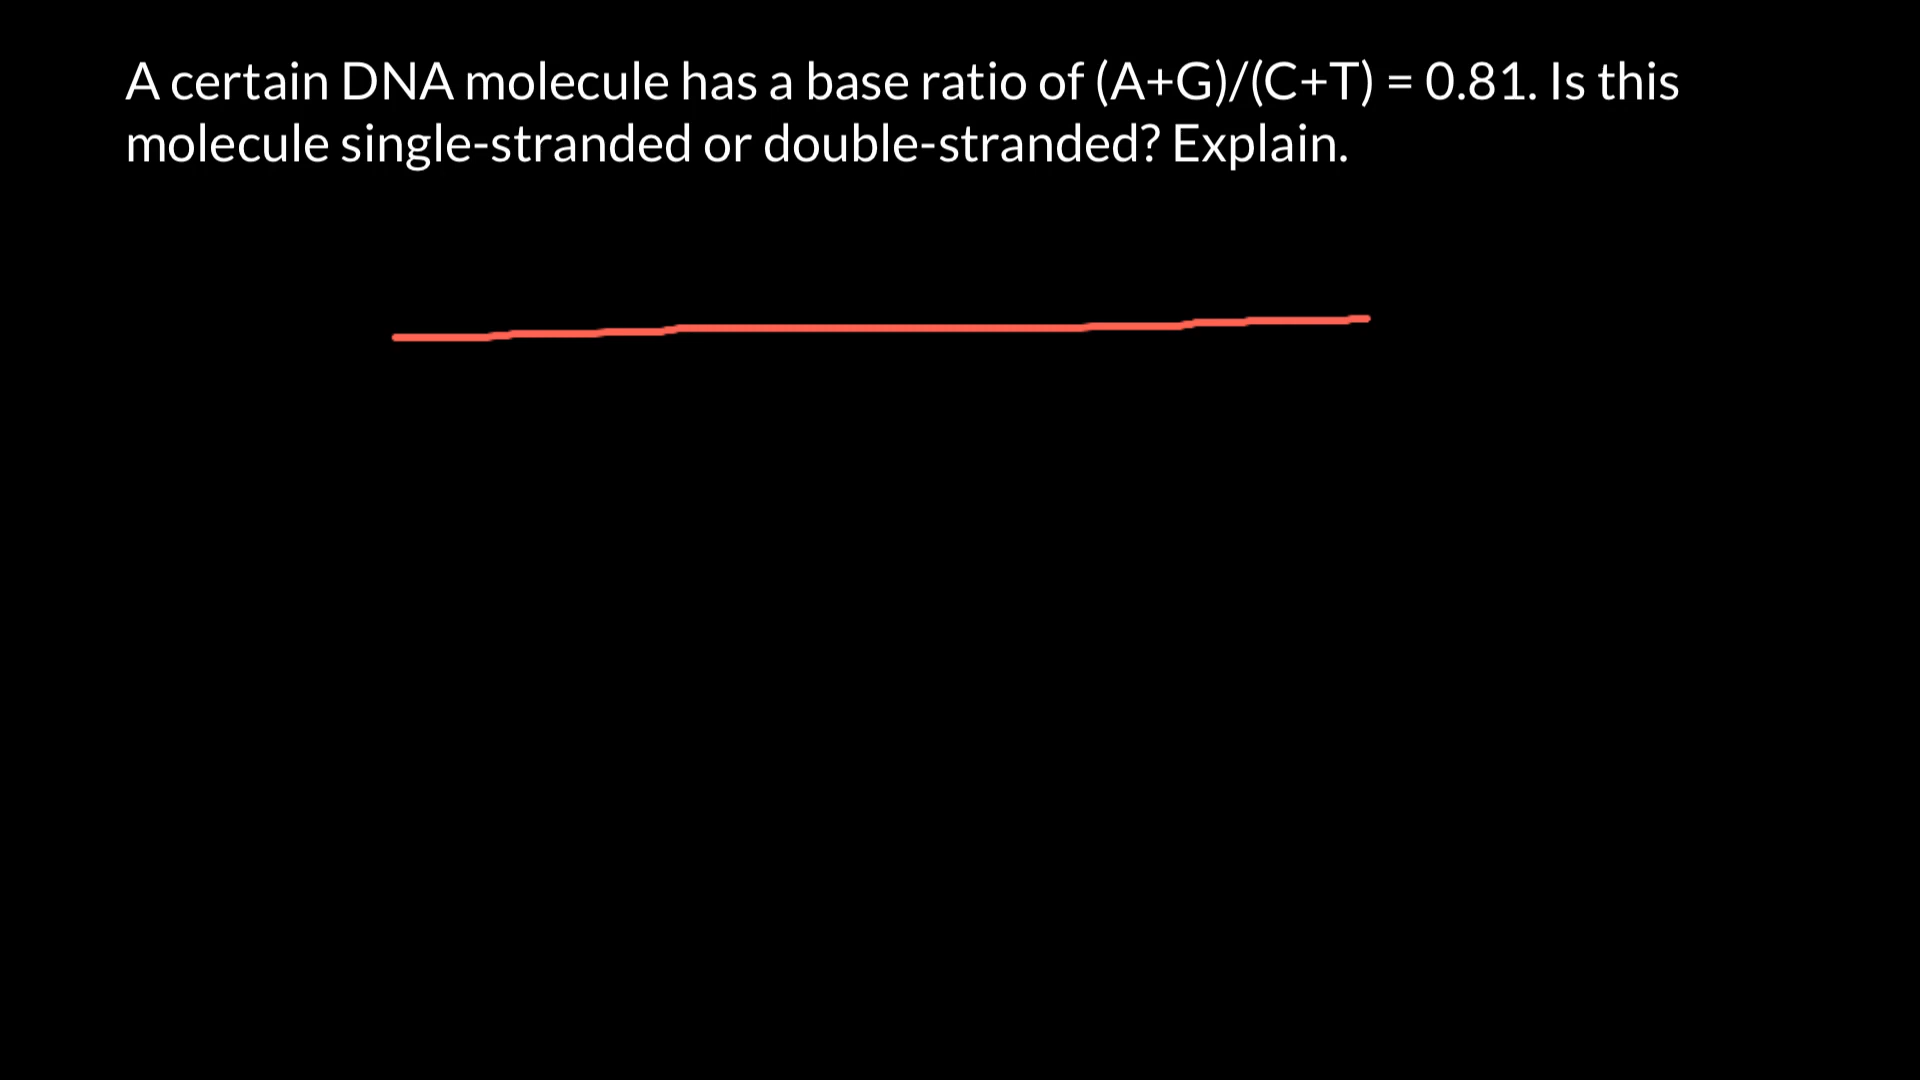 A certain DNA molecule has a base ratio of (A+G)/(C+T) = 0.81. Is this
molecule single-stranded or double-stranded? Explain.